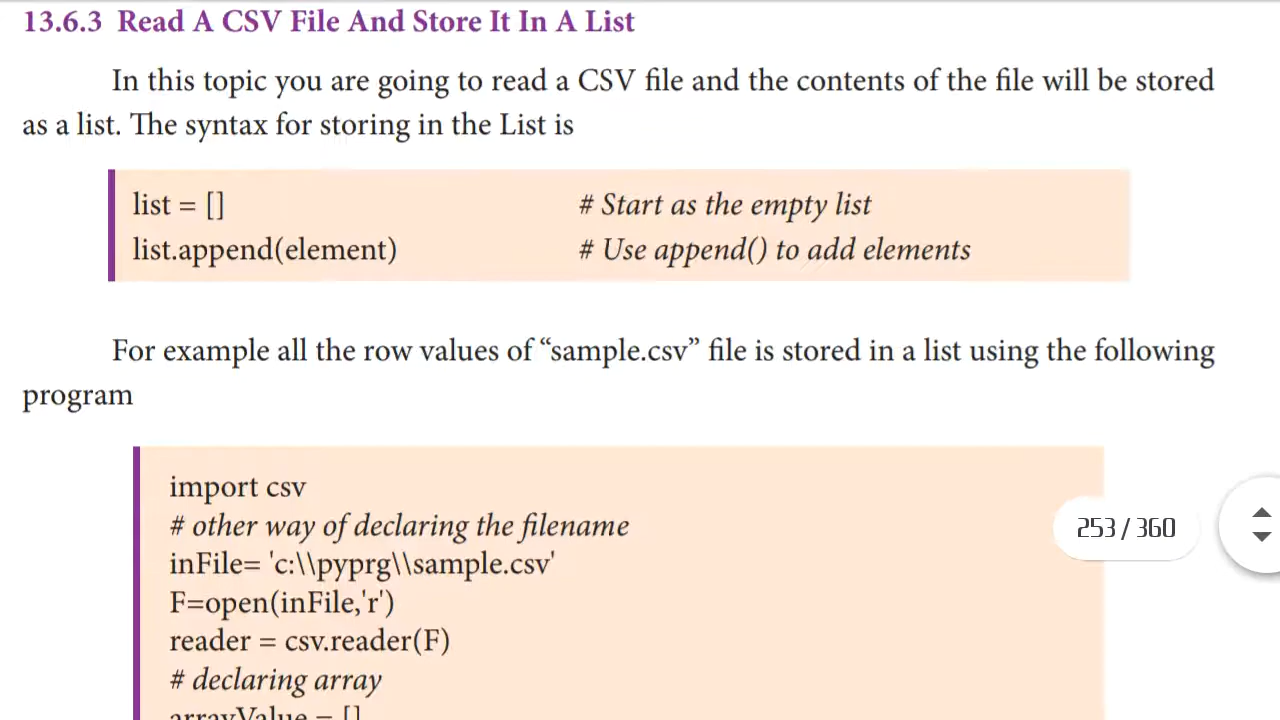 13.6.3 Read A CSV File And Store It In A List
In this topic you are going to read a CSV file and the contents of the file will be stored
as a list. The syntax for storing in the List is
list = [] # Start as the empty list
list.append(element) # Use append() to add elements
For example all the row values of “sample.csv” file is stored in a list using the following
program
import csv
# other way of declaring the filename
inFile= 'c:\\pyprg\\sample.csv'
F=open(inFile,'r')
253 / 360
reader = csv.reader(F)
# declaring array
arrayValue = []